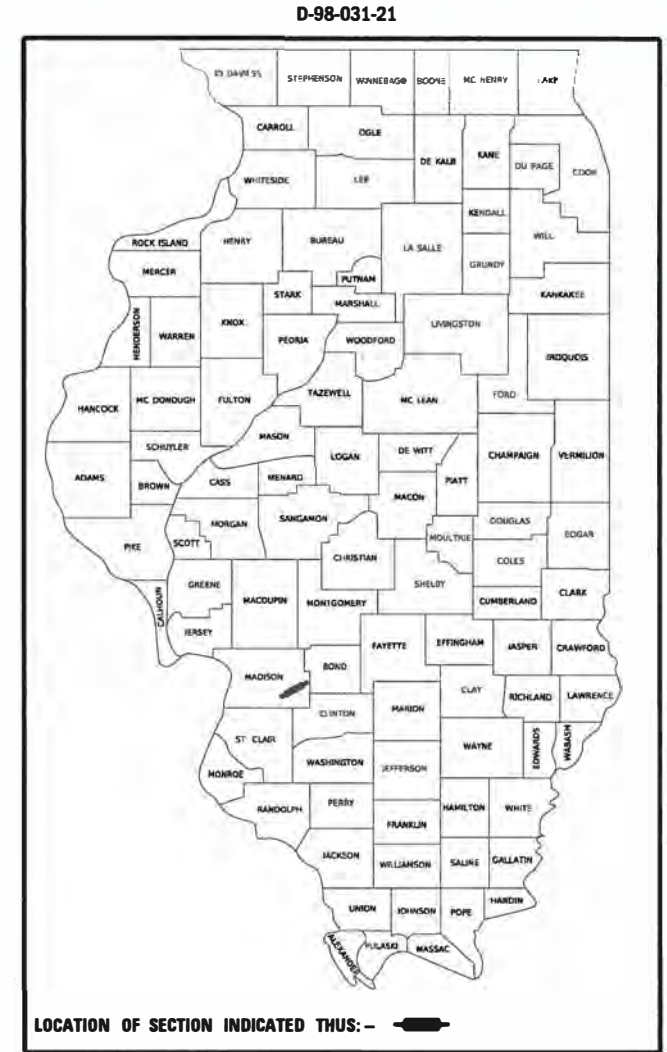 D-98-031-21
STEPHENSON WINNEBAGO BOONE MC HENRY
CARROLL OGLE DE KALB KANE DU PAGE COOK
WHITESIDE LEE
KENDALL
ROCK ISLAND HENRY BUREAU LA SALLE GRUNDY WILL
MERCER PUTNAM
STARK MARSHALL KANKAKEE
HENDERSON WARREN KNOX PEORIA WOODFORD LIVINGSTON IROQUOIS
HANCOCK MC DONOUGH FULTON TAZEWELL MC LEAN FORD
MASON
SCHUYLER LOGAN DE WITT CHAMPAIGN VERMILION
ADAMS BROWN CASS MENARD PIATT
MACON
MORGAN SANGAMON DOUGLAS
PIKE SCOTT CHRISTIAN MOULTRIE EDGAR
COLES
GREENE SHELBY
CALHOUN MACOUPIN MONTGOMERY CUMBERLAND CLARK
JERSEY FAYETTE EFFINGHAM JASPER CRAWFORD
MADISON BOND
CLAY RICHLAND LAWRENCE
CLINTON MARION
ST CLAIR WAYNE EDWARDS WABASH
MONROE WASHINGTON JEFFERSON
RANDOLPH PERRY HAMILTON WHITE
FRANKLIN
JACKSON WILLIAMSON SALINE GALLATIN
UNION JOHNSON POPE HARDIN
ALEXANDER PULASKI MASSAC
LOCATION OF SECTION INDICATED THUS: -